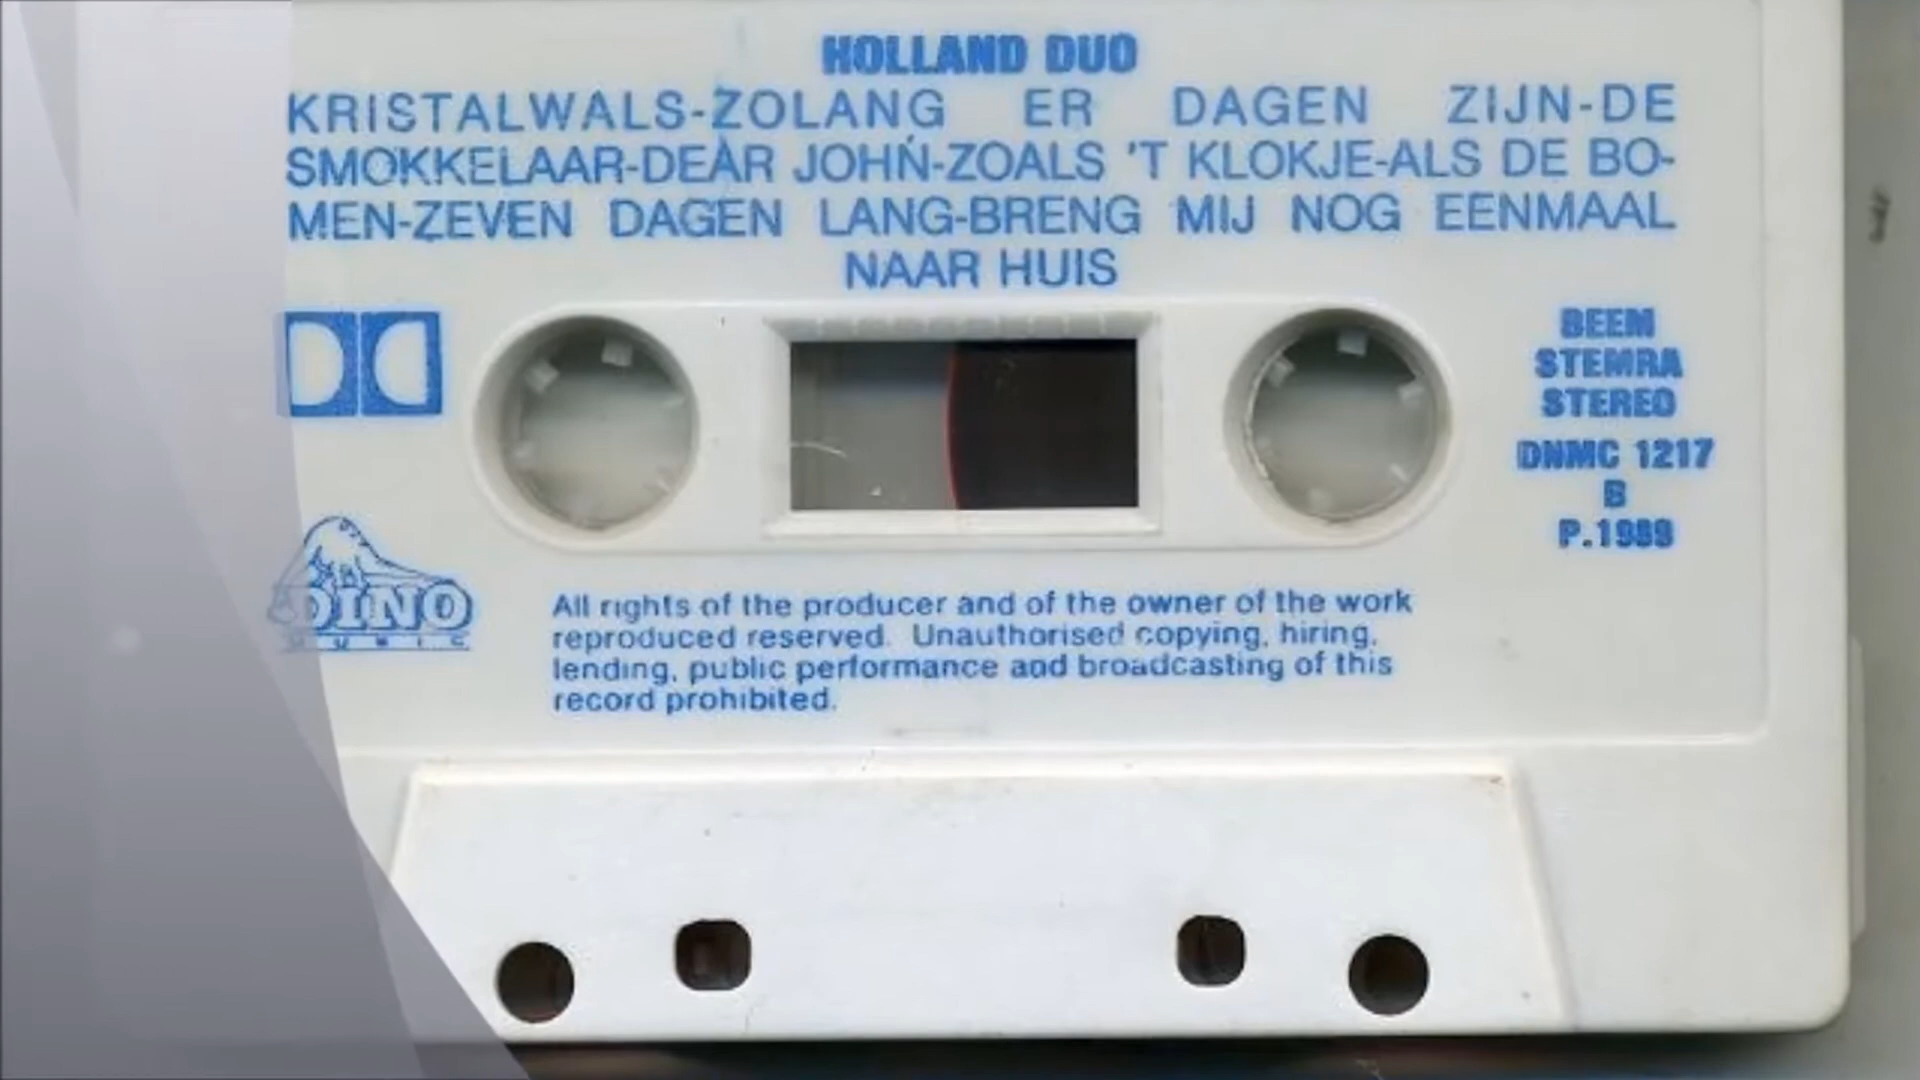 HOLLAND DUO
KRISTALWALS-ZOLANG ER DAGEN ZIJN-DE
SMOKKELAAR-DEAR JOHN-ZOALS 'T KLOKJE-ALS DE BO-
MEN-ZEVEN DAGEN LANG-BRENG MIJ NOG EENMAAL
NAAR HUIS
BEEM
STEMRA
STEREO
DNMC 1217
B
P.1989
DINO
MUSIC
All rights of the producer and of the owner of the work
reproduced reserved. Unauthorised copying, hiring,
lending, public performance and broadcasting of this
record prohibited.